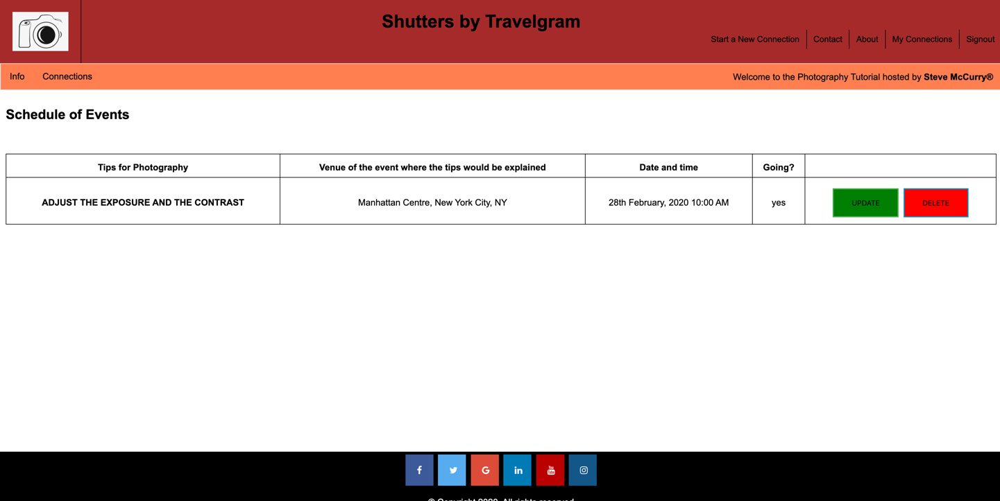 Shutters by Travelgram
Start a New Connection Contact About My Connections Signout
Info Connections Welcome to the Photography Tutorial hosted by Steve McCurry®
Schedule of Events
Tips for Photography Venue of the event where the tips would be explained Date and time Going?
ADJUST THE EXPOSURE AND THE CONTRAST Manhattan Centre, New York City, NY 28th February, 2020 10:00 AM yes UPDATE DELETE
f G in You Tube
© Copyright 2020. All rights reserved